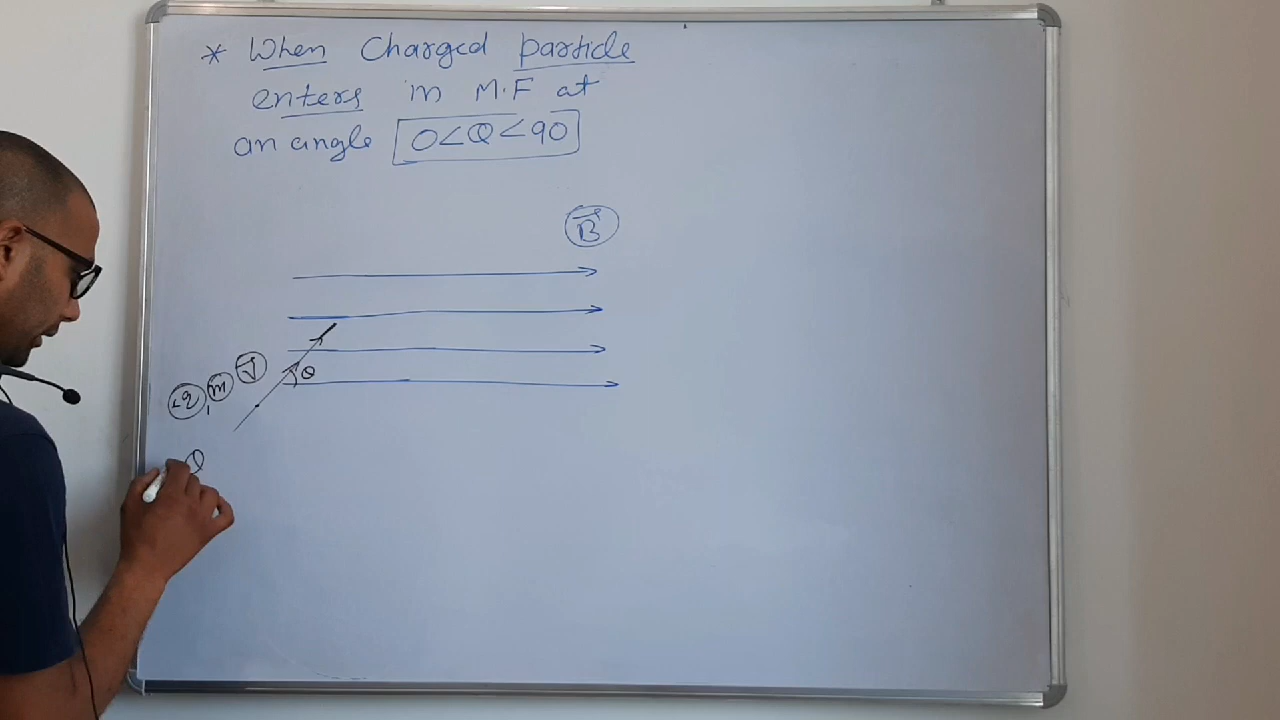 * When Charged particle
enters in M.F at
an angle 0<θ<90
B
θ
m